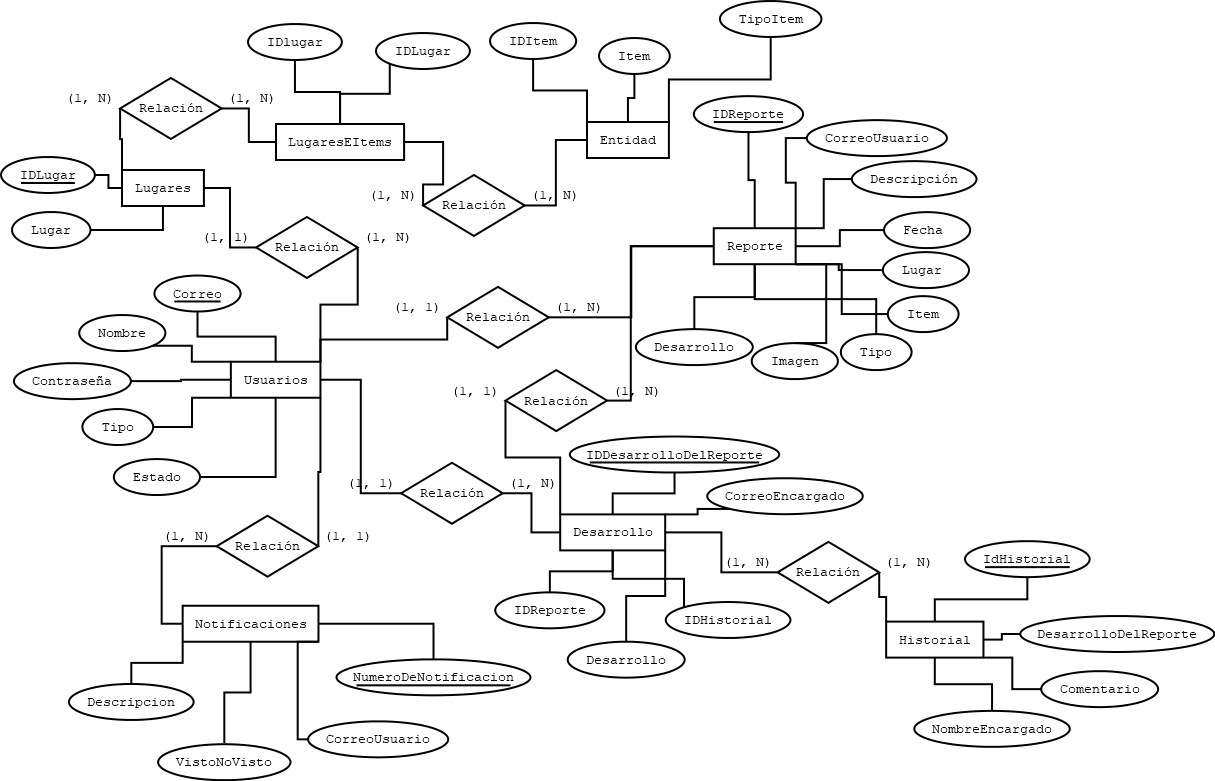 TipoItem
IDlugar
IDLugar
IDItem
Item
(1, N)
Relación
(1, N)
IDReporte
LugaresEItems
Entidad
CorreoUsuario
IDLugar
Lugares
(1, N)
Relación
(1, N)
Descripción
Lugar
(1, 1)
Relación
(1, N)
Reporte
Fecha
Lugar
Correo
(1, 1)
Relación
(1, N)
Item
Nombre
Desarrollo
Imagen
Tipo
Contraseña
Usuarios
(1, 1)
Relación
(1, N)
Tipo
IDDesarrolloDelReporte
Estado
(1, 1)
Relación
(1, N)
CorreoEncargado
(1, N)
Relación
(1, 1)
Desarrollo
(1, N)
Relación
(1, N)
IdHistorial
IDReporte
IDHistorial
Notificaciones
Historial
DesarrolloDelReporte
Desarrollo
NumeroDeNotificacion
Comentario
Descripcion
NombreEncargado
CorreoUsuario
VistoNoVisto